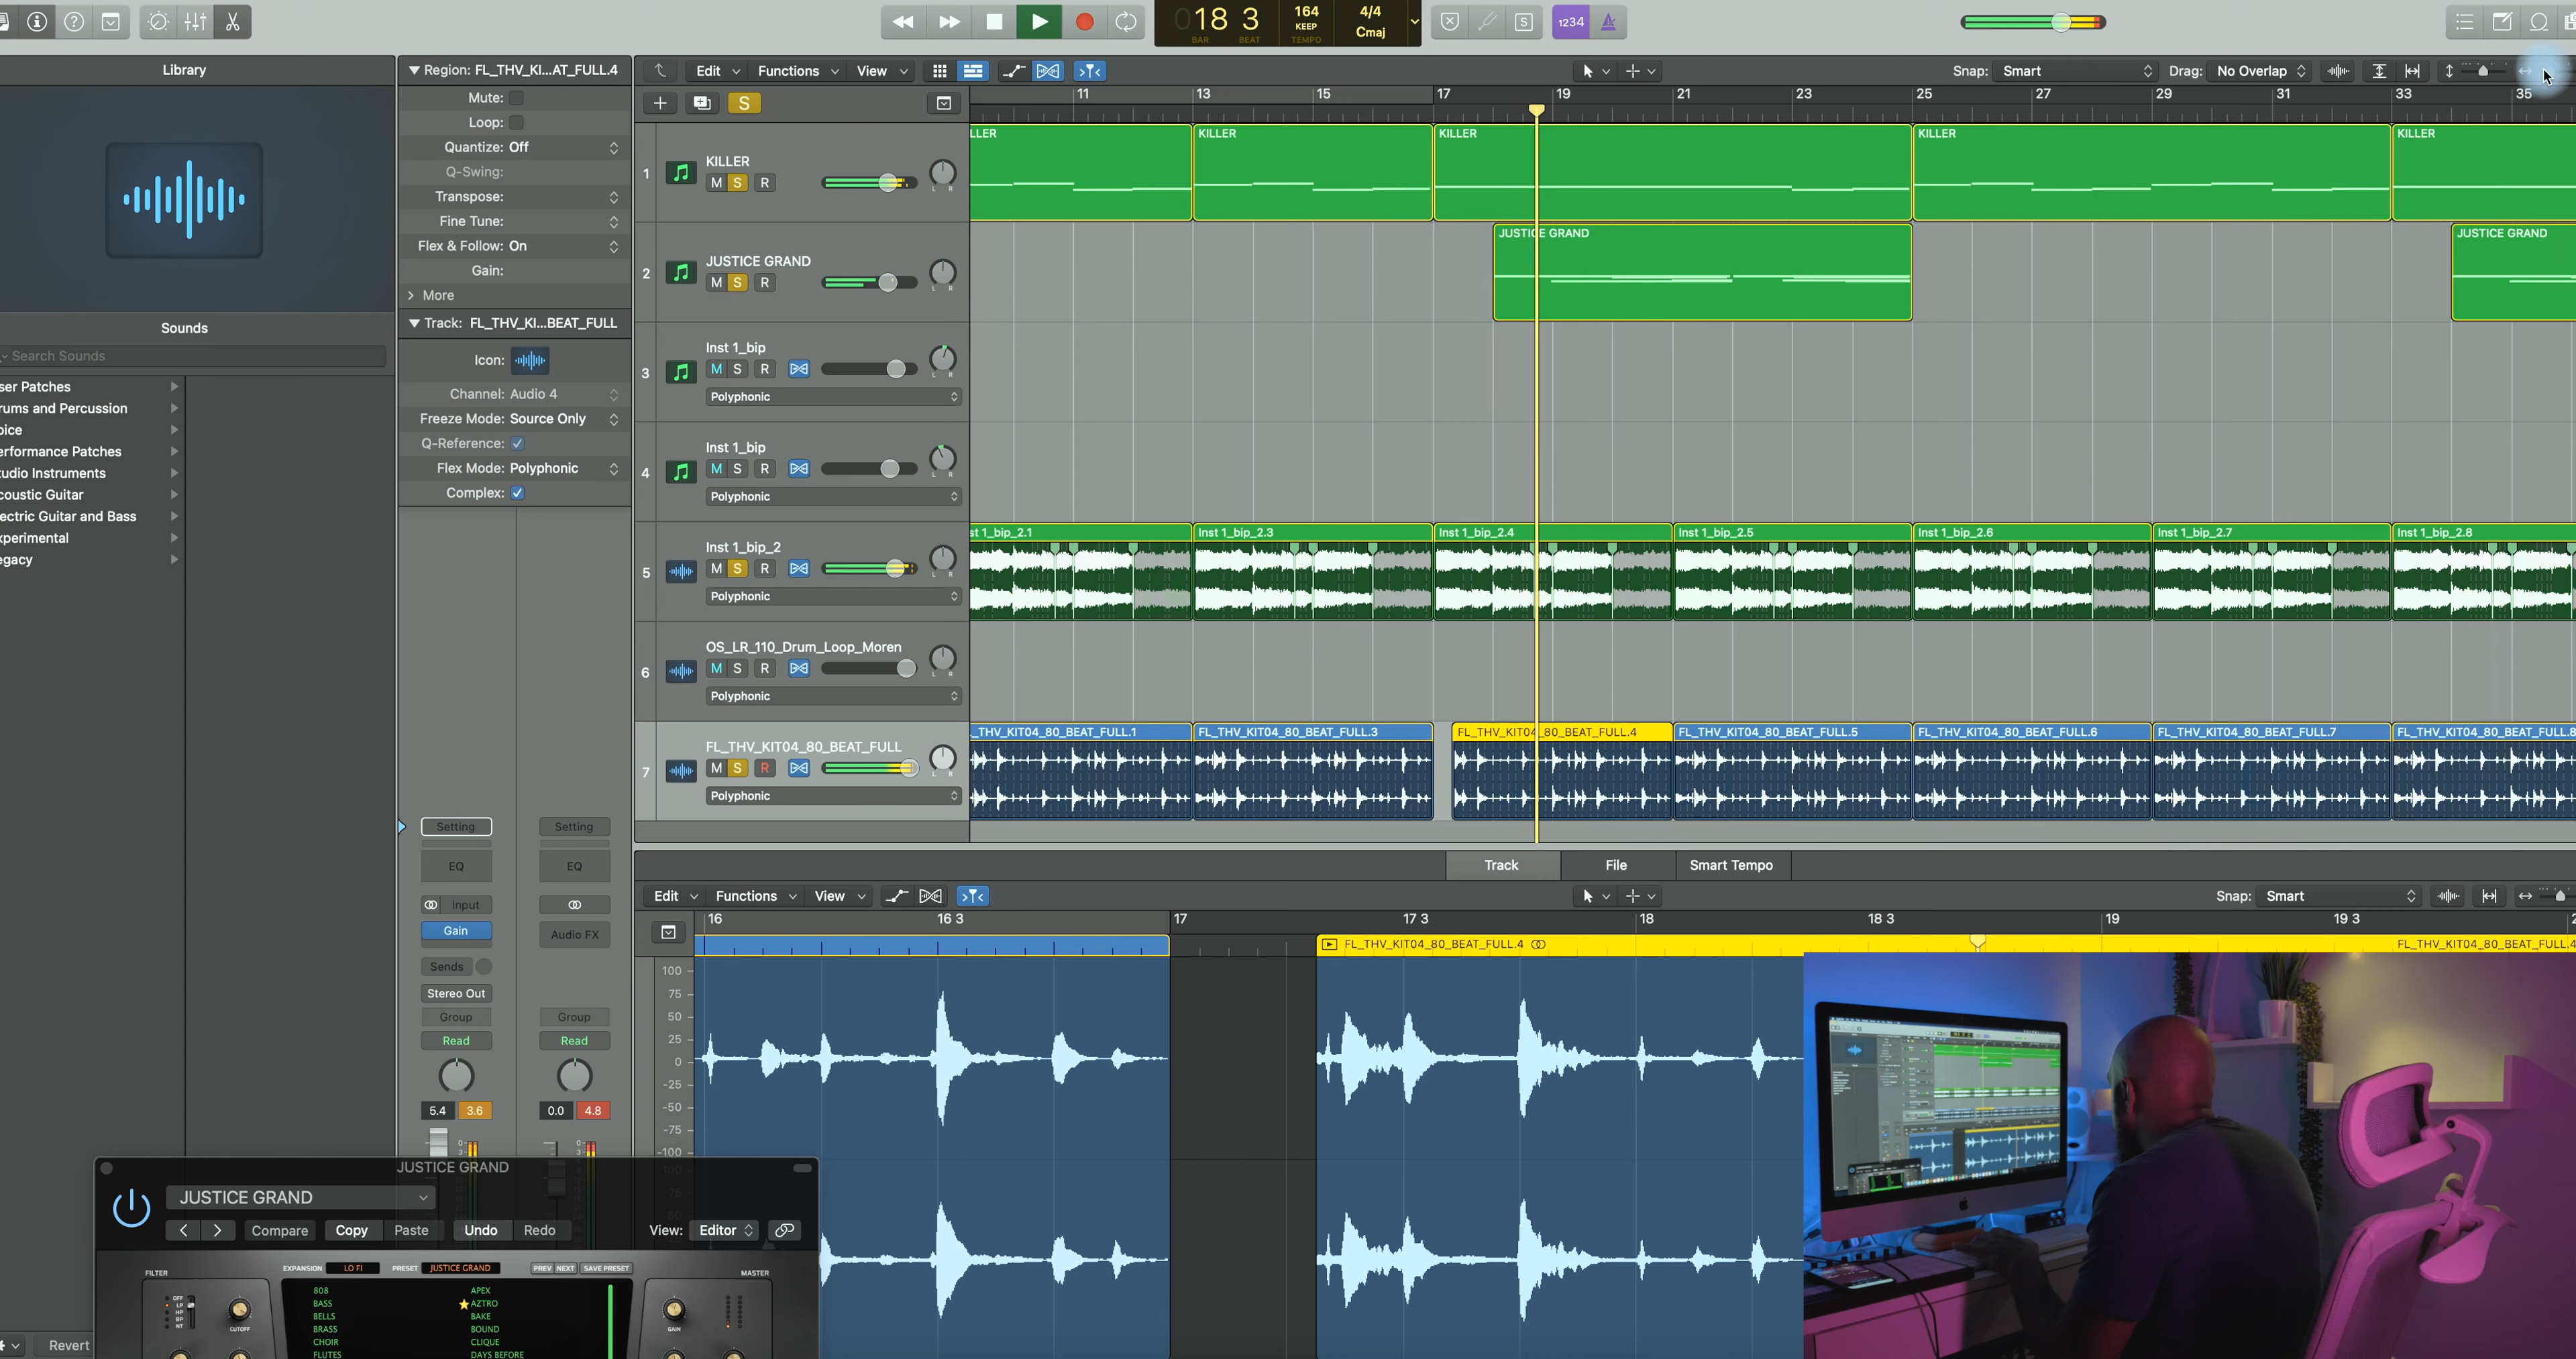 018 3
BAR BEAT
164
KEEP
TEMPO
4/4
Cmaj
S
1234
Library
Region: FL_THV_KI...AT_FULL.4
Mute:
Loop:
Quantize: Off
Q-Swing:
Transpose:
Fine Tune:
Flex & Follow: On
Gain:
More
Track: FL_THV_KI...BEAT_FULL
Icon:
Channel: Audio 4
Freeze Mode: Source Only
Q-Reference:
Flex Mode: Polyphonic
Complex:
Sounds
Search Sounds
ser Patches
rums and Percussion
oice
erformance Patches
tudio Instruments
coustic Guitar
ectric Guitar and Bass
xperimental
egacy
Edit Functions View
Snap: Smart
Drag: No Overlap
S
11 13 15 17 19 21 23 25 27 29 31 33 35
1 KILLER
M S R
L R
2 JUSTICE GRAND
M S R
L R
3 Inst 1_bip
M S R
L R
Polyphonic
4 Inst 1_bip
M S R
L R
Polyphonic
5 Inst 1_bip_2
M S R
L R
Polyphonic
6 OS_LR_110_Drum_Loop_Moren
M S R
L R
Polyphonic
7 FL_THV_KIT04_80_BEAT_FULL
M S R
L R
Polyphonic
LLER KILLER KILLER KILLER KILLER
JUSTICE GRAND JUSTICE GRAND
st 1_bip_2.1 Inst 1_bip_2.3 Inst 1_bip_2.4 Inst 1_bip_2.5 Inst 1_bip_2.6 Inst 1_bip_2.7 Inst 1_bip_2.8
_THV_KIT04_80_BEAT_FULL.1 FL_THV_KIT04_80_BEAT_FULL.3 FL_THV_KIT04_80_BEAT_FULL.4 FL_THV_KIT04_80_BEAT_FULL.5 FL_THV_KIT04_80_BEAT_FULL.6 FL_THV_KIT04_80_BEAT_FULL.7 FL_THV_KIT04_80_BEAT_FULL.8
Setting Setting
EQ EQ
Input
Gain
Audio FX
Sends
Stereo Out
Group Group
Read Read
5.4 3.6 0.0 4.8
Track File Smart Tempo
Edit Functions View
Snap: Smart
16 16 3 17 17 3 18 18 3 19 19 3
FL_THV_KIT04_80_BEAT_FULL.4
FL_THV_KIT04_80_BEAT_FULL.4
100
75
50
25
0
-25
-50
-75
-100
JUSTICE GRAND
JUSTICE GRAND
Compare Copy Paste Undo Redo
View: Editor
EXPANSION LO FI PRESET JUSTICE GRAND PREV NEXT SAVE PRESET
FILTER
MASTER
OFF
LP
HP
BP
NT
CUTOFF
GAIN
808 APEX
BASS AZTRO
BELLS BAKE
BRASS BOUND
CHOIR CLIQUE
FLUTES DAYS BEFORE
Revert